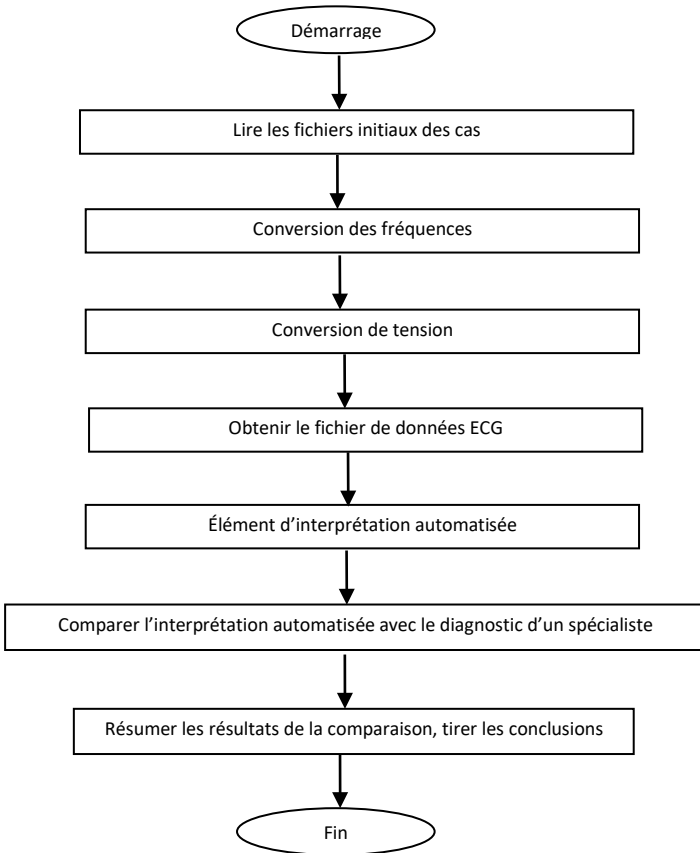 Démarrage
Lire les fichiers initiaux des cas
Conversion des fréquences
Conversion de tension
Obtenir le fichier de données ECG
Élément d’interprétation automatisée
Comparer l’interprétation automatisée avec le diagnostic d’un spécialiste
Résumer les résultats de la comparaison, tirer les conclusions
Fin